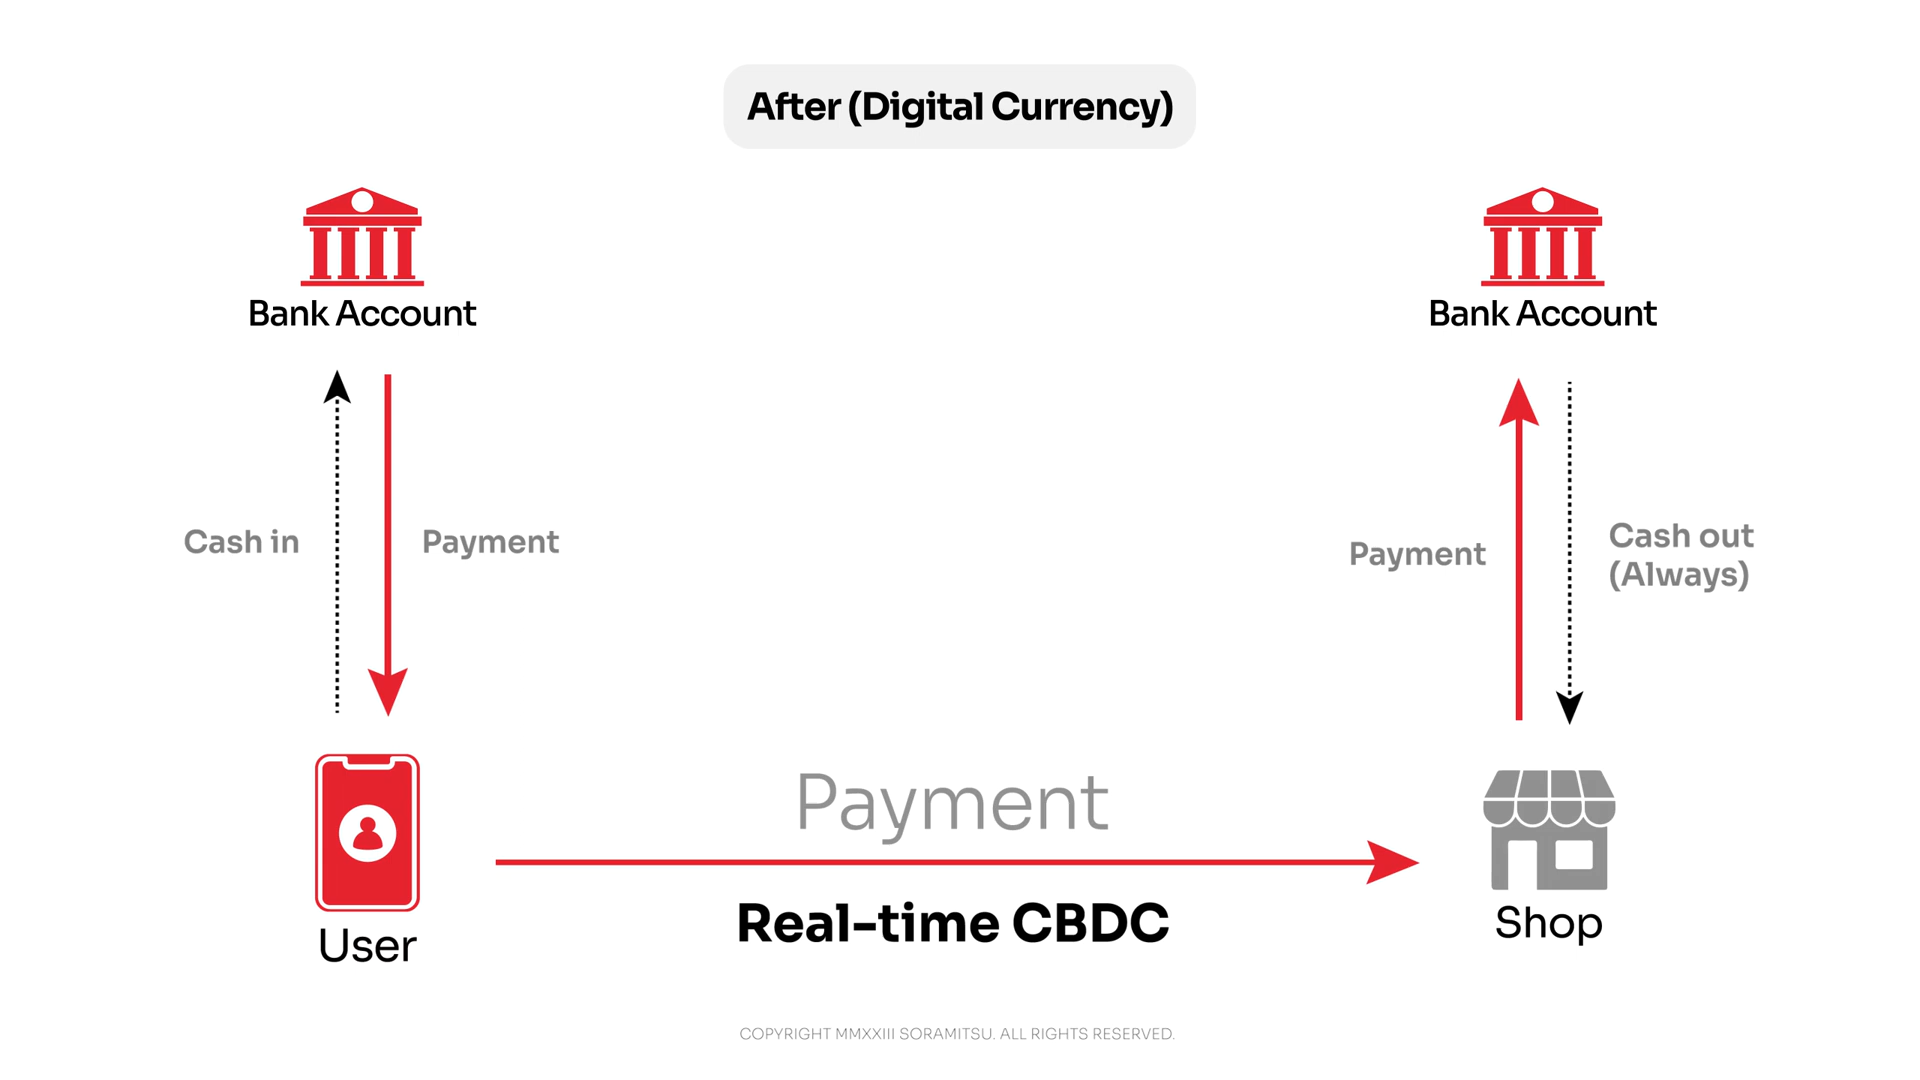 After (Digital Currency)
Bank Account
Bank Account
Cash in
Payment
Payment
Cash out
(Always)
Payment
Real-time CBDC
User
Shop
COPYRIGHT MMXXIII SORAMITSU. ALL RIGHTS RESERVED.